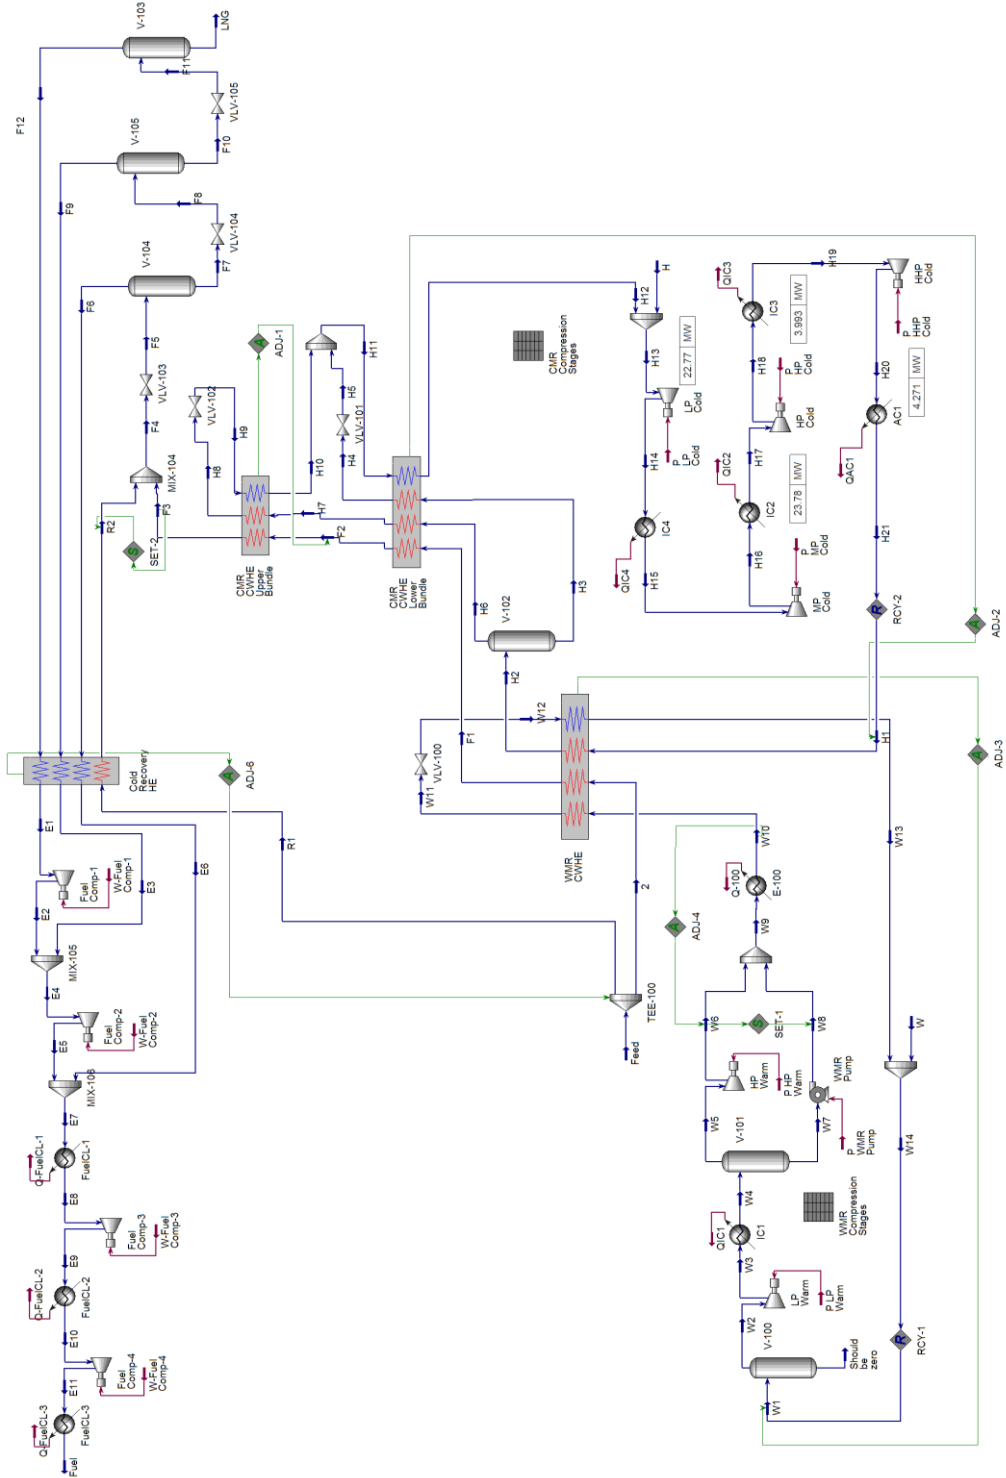 V-103
LNG
F11
VLV-105
F12
V-105
F10
F9
F8
VLV-104
V-104
F7
F6
F5
VLV-103
F4
MIX-104
F3
R2
SET-2
S
VLV-102
H9
H8
A
ADJ-1
H11
H5
VLV-101
H4
H10
H7
F2
CMR
CWHE
Upper
Bundle
CMR
CWHE
Lower
Bundle
H6
V-102
H3
H2
CMR
Compression
Stages
H12
H
H13
22.77 MW
LP
Cold
P
LP
Cold
H14
IC4
QIC4
H15
MP
Cold
P
MP
Cold
H16
IC2
QIC2
23.78 MW
H17
HP
Cold
P
HP
Cold
H18
IC3
QIC3
3.993 MW
H19
HHP
Cold
P
HHP
Cold
H20
4.271 MW
AC1
QAC1
H21
R
RCY-2
A
ADJ-2
H1
A
ADJ-3
F1
W12
VLV-100
W11
WMR
CWHE
W10
W13
2
R1
Cold
Recovery
HE
A
ADJ-6
E1
E3
E6
Fuel
Comp-1
W-Fuel
Comp-1
E2
MIX-105
E4
Fuel
Comp-2
W-Fuel
Comp-2
E5
MIX-106
E7
Q-FuelCL-1
FuelCL-1
E8
Fuel
Comp-3
W-Fuel
Comp-3
E9
Q-FuelCL-2
FuelCL-2
E10
Fuel
Comp-4
W-Fuel
Comp-4
E11
Q-FuelCL-3
FuelCL-3
Fuel
TEE-100
Feed
A
ADJ-4
Q-100
E-100
W9
W6
S
SET-1
W8
HP
Warm
P HP
Warm
WMR
Pump
P
WMR
Pump
W5
V-101
W7
W4
W
W14
WMR
Compression
Stages
QIC1
IC1
W3
LP
Warm
P LP
Warm
W2
V-100
Should
be
zero
W1
R
RCY-1